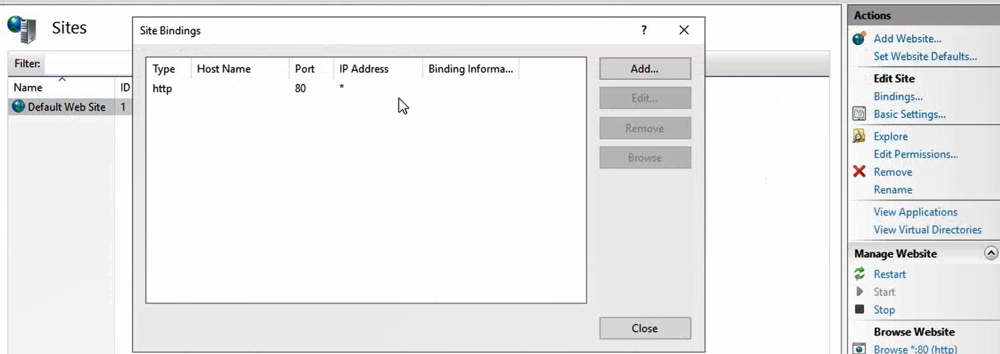 Sites
Filter:
Name ID
Default Web Site 1
Site Bindings ?
Type Host Name Port IP Address Binding Informa...
http 80 *
Add...
Edit...
Remove
Browse
Close
Actions
Add Website...
Set Website Defaults...
Edit Site
Bindings...
Basic Settings...
Explore
Edit Permissions...
Remove
Rename
View Applications
View Virtual Directories
Manage Website
Restart
Start
Stop
Browse Website
Browse *:80 (http)